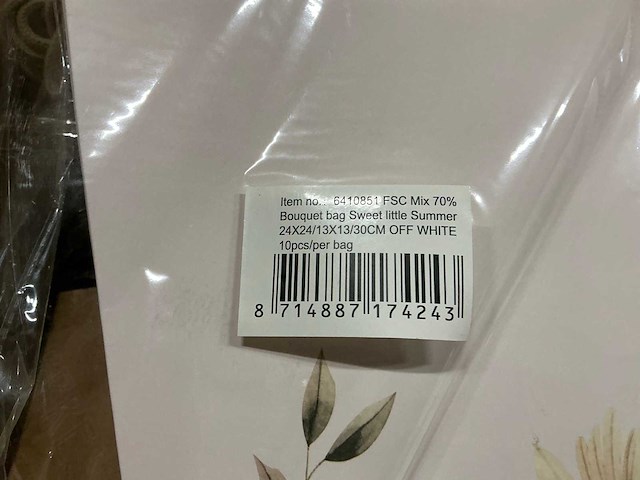 Item no.: 6410851 FSC Mix 70%
Bouquet bag Sweet little Summer
24X24/13X13/30CM OFF WHITE
10pcs/per bag
8 714887 174243